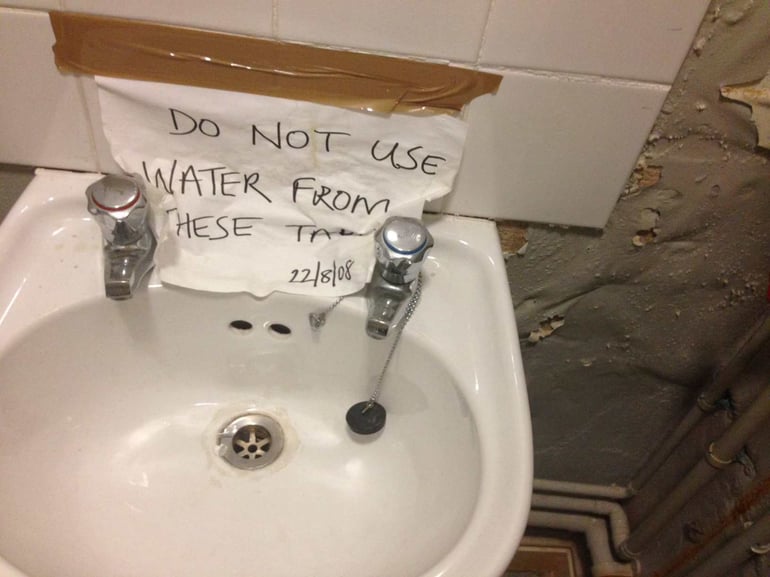 DO NOT USE
WATER FROM
THESE
22/8/08